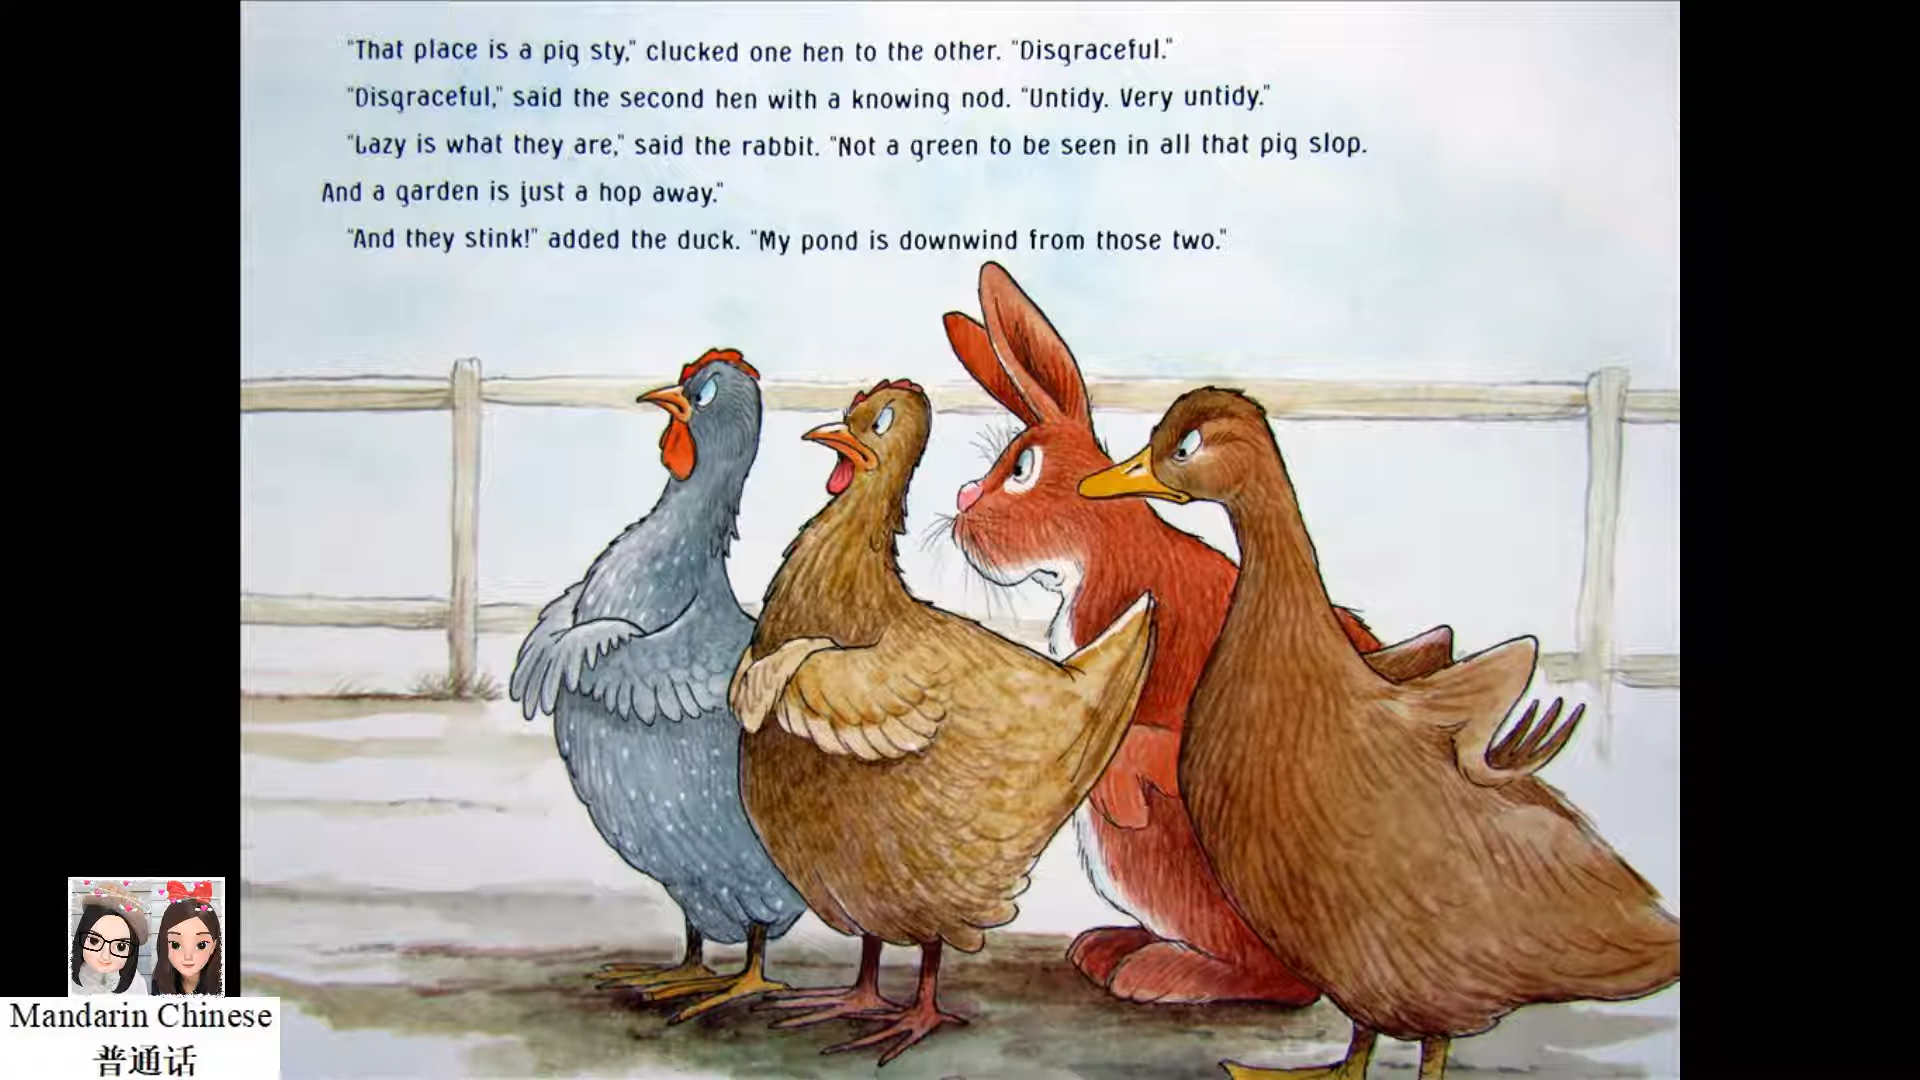 "That place is a pig sty," clucked one hen to the other. "Disgraceful."
"Disgraceful," said the second hen with a knowing nod. "Untidy. Very untidy."
"Lazy is what they are," said the rabbit. "Not a green to be seen in all that pig slop.
And a garden is just a hop away."
"And they stink!" added the duck. "My pond is downwind from those two."
Mandarin Chinese
普通话